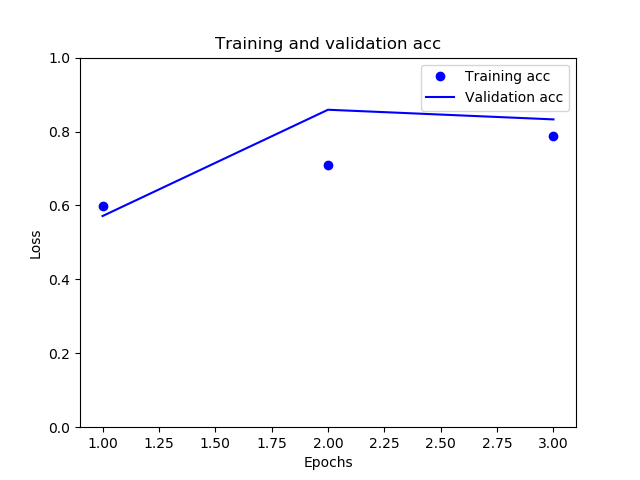 Training and validation acc
1.0
Training acc
Validation acc
0.8
0.6
Loss
0.4
0.2
0.0
1.00 1.25 1.50 1.75 2.00 2.25 2.50 2.75 3.00
Epochs